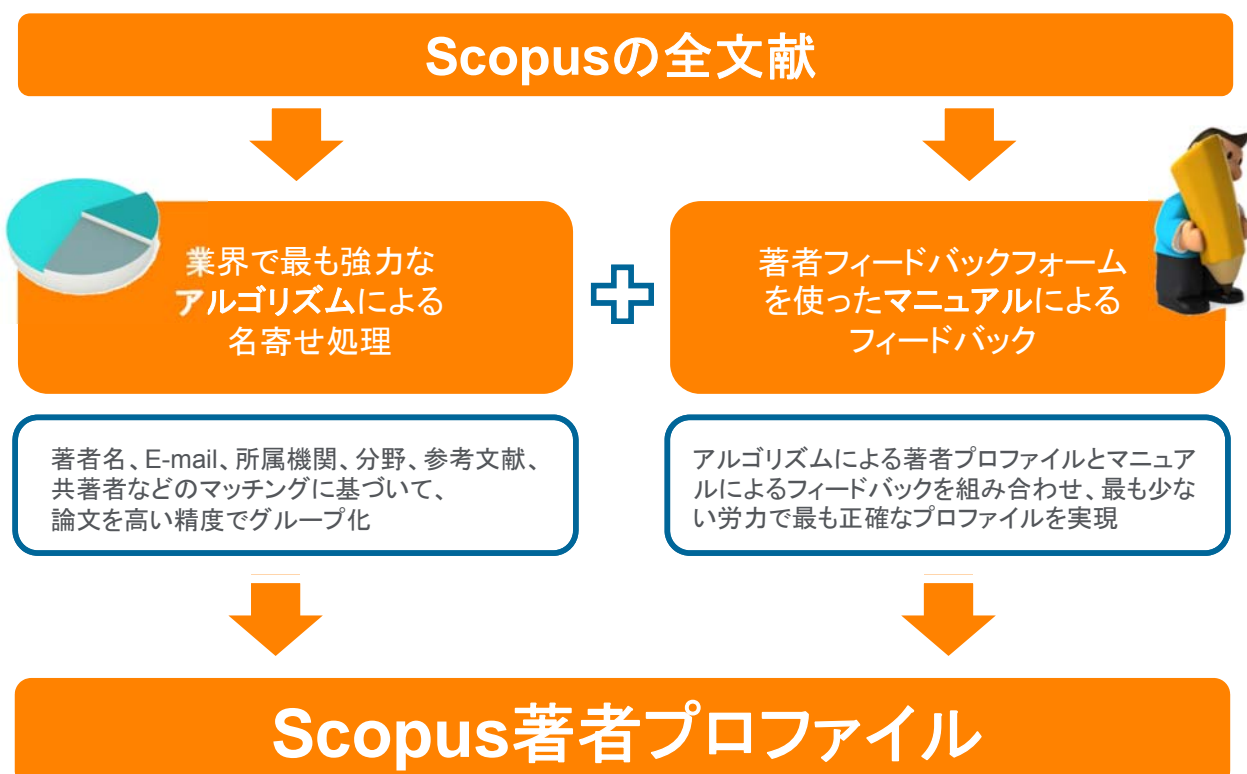 Scopusの全文献
業界で最も強力な
アルゴリズムによる
名寄せ処理
著者フィードバックフォーム
を使ったマニュアルによる
フィードバック
著者名、E-mail、所属機関、分野、参考文献、
共著者などのマッチングに基づいて、
論文を高い精度でグループ化
アルゴリズムによる著者プロファイルとマニュア
ルによるフィードバックを組み合わせ、最も少な
い労力で最も正確なプロファイルを実現
Scopus著者プロファイル